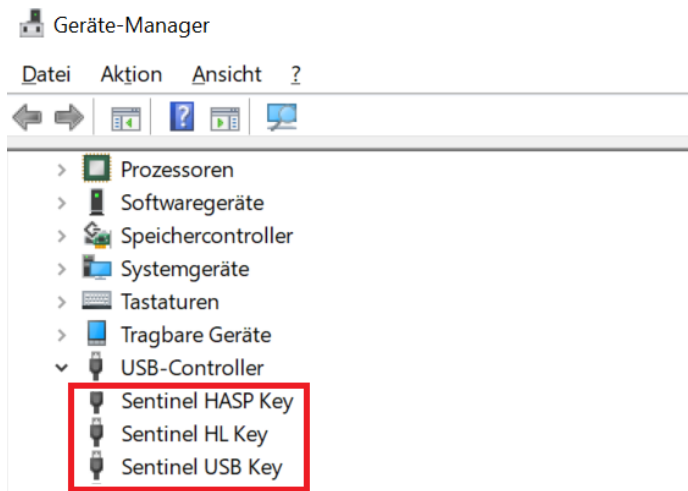 Geräte-Manager
Datei Aktion Ansicht ?
Prozessoren
Softwaregeräte
Speichercontroller
Systemgeräte
Tastaturen
Tragbare Geräte
USB-Controller
Sentinel HASP Key
Sentinel HL Key
Sentinel USB Key